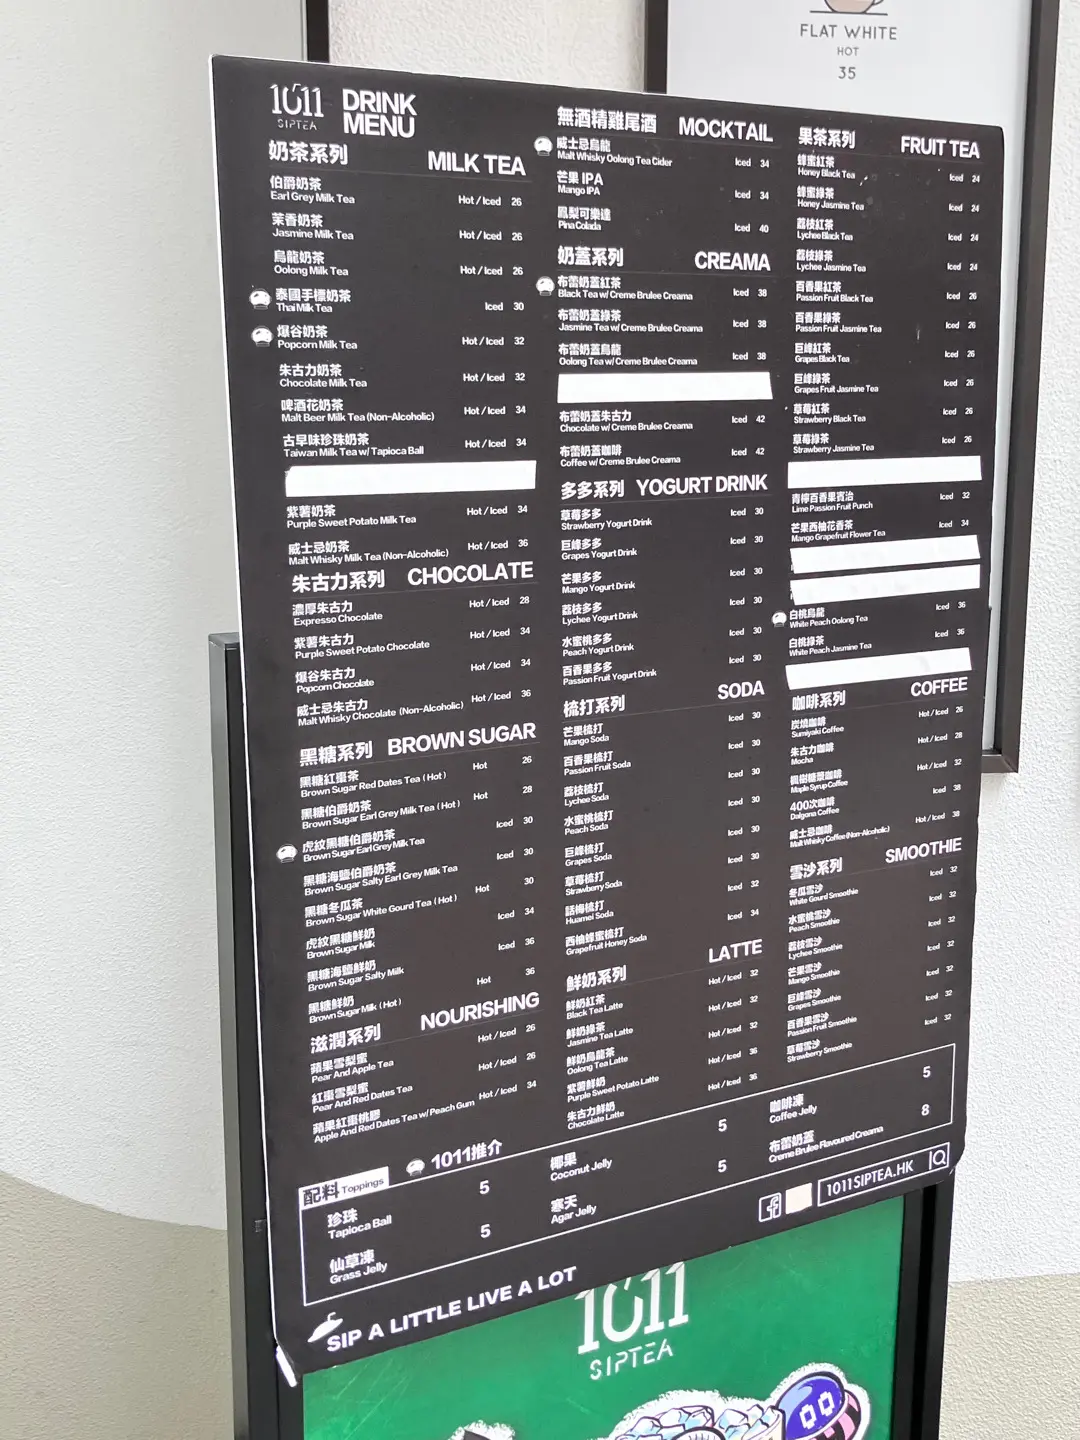 FLAT WHITE
HOT
35
1011
SIPTEA
DRINK
MENU
奶茶系列 MILK TEA
伯爵奶茶
Earl Grey Milk Tea Hot / Iced 26
茉香奶茶
Jasmine Milk Tea Hot / Iced 26
烏龍奶茶
Oolong Milk Tea Hot / Iced 26
泰國手標奶茶
Thai Milk Tea Iced 30
爆谷奶茶
Popcorn Milk Tea Hot / Iced 32
朱古力奶茶
Chocolate Milk Tea Hot / Iced 32
啤酒花奶茶
Malt Beer Milk Tea (Non-Alcoholic) Hot / Iced 34
古早味珍珠奶茶
Taiwan Milk Tea w/ Tapioca Ball Hot / Iced 34
紫薯奶茶
Purple Sweet Potato Milk Tea Hot / Iced 34
威士忌奶茶
Malt Whisky Milk Tea (Non-Alcoholic) Hot / Iced 36
朱古力系列 CHOCOLATE
濃厚朱古力
Expresso Chocolate Hot / Iced 28
紫薯朱古力
Purple Sweet Potato Chocolate Hot / Iced 34
爆谷朱古力
Popcorn Chocolate Hot / Iced 34
威士忌朱古力
Malt Whisky Chocolate (Non-Alcoholic) Hot / Iced 36
黑糖系列 BROWN SUGAR
黑糖紅棗茶
Brown Sugar Red Dates Tea ( Hot ) Hot 26
黑糖伯爵奶茶
Brown Sugar Earl Grey Milk Tea ( Hot ) Hot 28
虎紋黑糖伯爵奶茶
Brown Sugar Earl Grey Milk Tea Iced 30
黑糖海鹽伯爵奶茶
Brown Sugar Salty Earl Grey Milk Tea Iced 30
黑糖冬瓜茶
Brown Sugar White Gourd Tea ( Hot ) Hot 30
虎紋黑糖鮮奶
Brown Sugar Milk Iced 34
黑糖海鹽鮮奶
Brown Sugar Salty Milk Iced 36
黑糖鮮奶
Brown Sugar Milk ( Hot ) Hot 36
滋潤系列 NOURISHING
蘋果雪梨蜜
Pear And Apple Tea Hot / Iced 26
紅棗雪梨蜜
Pear And Red Dates Tea Hot / Iced 26
蘋果紅棗桃膠
Apple And Red Dates Tea w/ Peach Gum Hot / Iced 34
無酒精雞尾酒 MOCKTAIL
威士忌烏龍
Malt Whisky Oolong Tea Cider Iced 34
芒果 IPA
Mango IPA Iced 34
鳳梨可樂達
Pina Colada Iced 40
奶蓋系列 CREAMA
布蕾奶蓋紅茶
Black Tea w/ Creme Brulee Creama Iced 38
布蕾奶蓋綠茶
Jasmine Tea w/ Creme Brulee Creama Iced 38
布蕾奶蓋烏龍
Oolong Tea w/ Creme Brulee Creama Iced 38
布蕾奶蓋朱古力
Chocolate w/ Creme Brulee Creama Iced 42
布蕾奶蓋咖啡
Coffee w/ Creme Brulee Creama Iced 42
多多系列 YOGURT DRINK
草莓多多
Strawberry Yogurt Drink Iced 30
巨峰多多
Grapes Yogurt Drink Iced 30
芒果多多
Mango Yogurt Drink Iced 30
荔枝多多
Lychee Yogurt Drink Iced 30
水蜜桃多多
Peach Yogurt Drink Iced 30
百香果多多
Passion Fruit Yogurt Drink Iced 30
梳打系列 SODA
芒果梳打
Mango Soda Iced 30
百香果梳打
Passion Fruit Soda Iced 30
荔枝梳打
Lychee Soda Iced 30
水蜜桃梳打
Peach Soda Iced 30
巨峰梳打
Grapes Soda Iced 30
草莓梳打
Strawberry Soda Iced 30
話梅梳打
Huamei Soda Iced 32
西柚蜂蜜梳打
Grapefruit Honey Soda Iced 34
鮮奶系列 LATTE
鮮奶紅茶
Black Tea Latte Hot / Iced 32
鮮奶綠茶
Jasmine Tea Latte Hot / Iced 32
鮮奶烏龍茶
Oolong Tea Latte Hot / Iced 32
紫薯鮮奶
Purple Sweet Potato Latte Hot / Iced 36
朱古力鮮奶
Chocolate Latte Hot / Iced 36
果茶系列 FRUIT TEA
蜂蜜紅茶
Honey Black Tea Iced 24
蜂蜜綠茶
Honey Jasmine Tea Iced 24
荔枝紅茶
Lychee Black Tea Iced 24
荔枝綠茶
Lychee Jasmine Tea Iced 24
百香果紅茶
Passion Fruit Black Tea Iced 26
百香果綠茶
Passion Fruit Jasmine Tea Iced 26
巨峰紅茶
Grapes Black Tea Iced 26
巨峰綠茶
Grapes Fruit Jasmine Tea Iced 26
草莓紅茶
Strawberry Black Tea Iced 26
草莓綠茶
Strawberry Jasmine Tea Iced 26
青檸百香果賓治
Lime Passion Fruit Punch Iced 32
芒果西柚花香茶
Mango Grapefruit Flower Tea Iced 34
白桃烏龍
White Peach Oolong Tea Iced 36
白桃綠茶
White Peach Jasmine Tea Iced 36
咖啡系列 COFFEE
炭燒咖啡
Sumiyaki Coffee Hot / Iced 26
朱古力咖啡
Mocha Hot / Iced 28
楓樹糖漿咖啡
Maple Syrup Coffee Hot / Iced 32
400次咖啡
Dalgona Coffee Iced 38
威士忌咖啡
Malt Whisky Coffee (Non-Alcoholic) Hot / Iced 38
雪沙系列 SMOOTHIE
冬瓜雪沙
White Gourd Smoothie Iced 32
水蜜桃雪沙
Peach Smoothie Iced 32
荔枝雪沙
Lychee Smoothie Iced 32
芒果雪沙
Mango Smoothie Iced 32
巨峰雪沙
Grapes Smoothie Iced 32
百香果雪沙
Passion Fruit Smoothie Iced 32
草莓雪沙
Strawberry Smoothie Iced 32
配料 Toppings
1011推介
珍珠
Tapioca Ball 5
仙草凍
Grass Jelly 5
椰果
Coconut Jelly 5
寒天
Agar Jelly 5
咖啡凍
Coffee Jelly 5
布蕾奶蓋
Creme Brulee Flavoured Creama 8
1011SIPTEA.HK
SIP A LITTLE LIVE A LOT
1011
SIPTEA